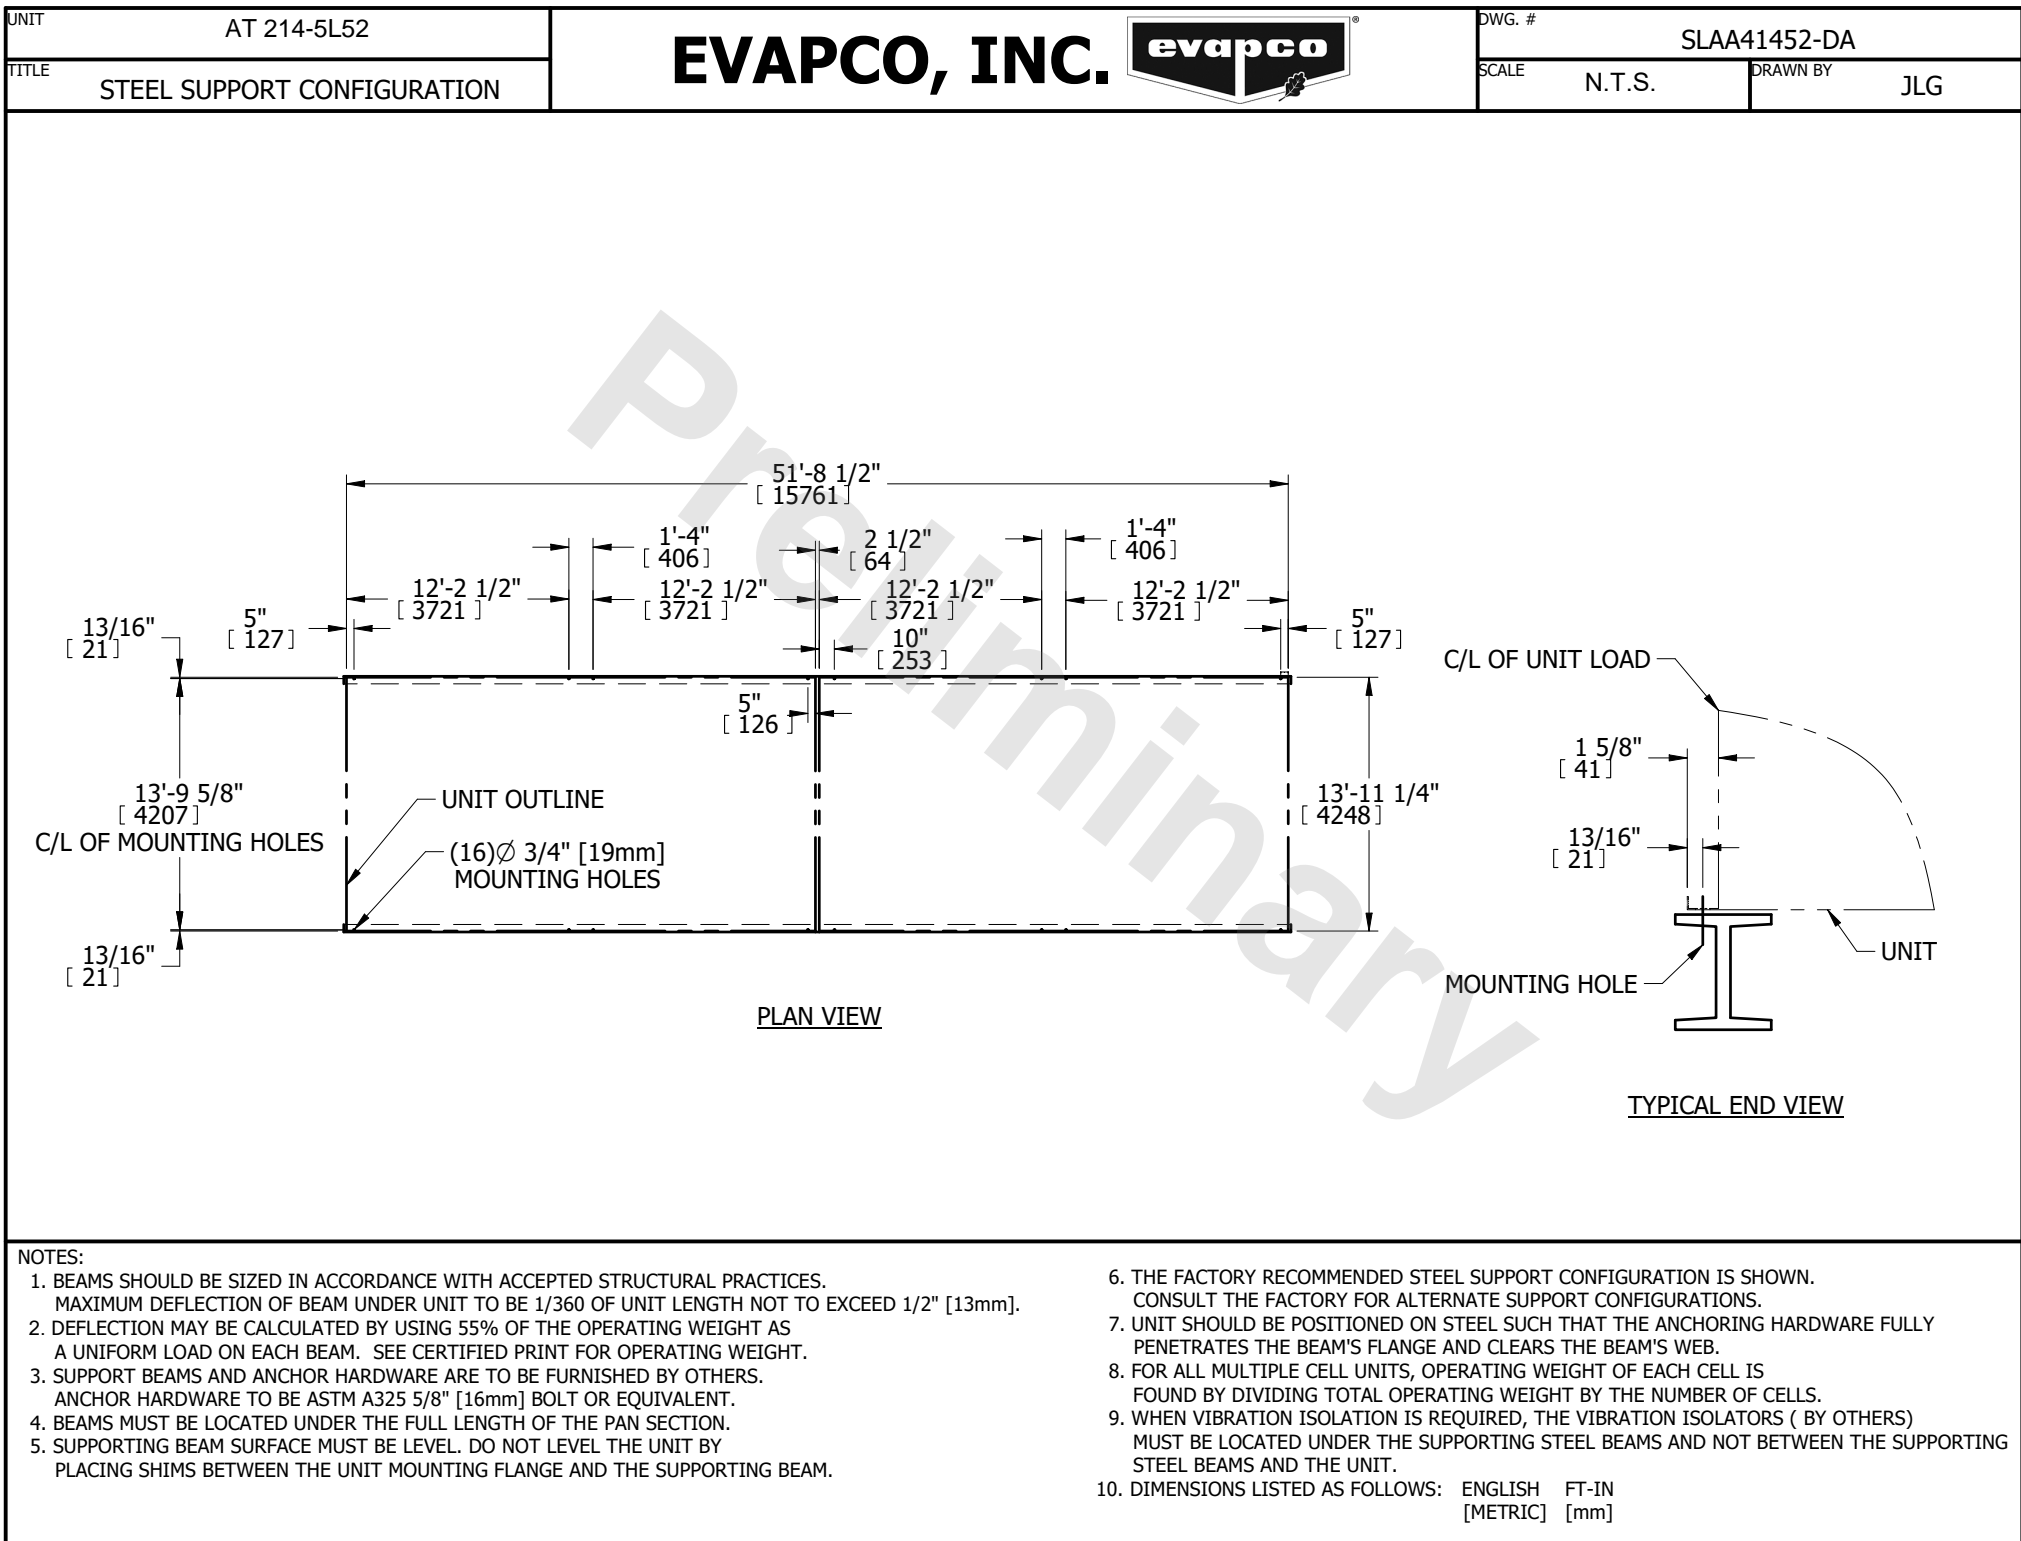 UNIT
AT 214-5L52
TITLE
STEEL SUPPORT CONFIGURATION
EVAPCO, INC.
evapco
®
DWG. #
SLAA41452-DA
SCALE
N.T.S.
DRAWN BY
JLG
Preliminary
51'-8 1/2"
[ 15761 ]
1'-4"
[ 406 ]
2 1/2"
[ 64 ]
1'-4"
[ 406 ]
12'-2 1/2"
[ 3721 ]
12'-2 1/2"
[ 3721 ]
12'-2 1/2"
[ 3721 ]
12'-2 1/2"
[ 3721 ]
13/16"
[ 21 ]
5"
[ 127 ]
10"
[ 253 ]
5"
[ 127 ]
5"
[ 126 ]
13'-9 5/8"
[ 4207 ]
C/L OF MOUNTING HOLES
UNIT OUTLINE
(16)Ø 3/4" [19mm]
MOUNTING HOLES
13'-11 1/4"
[ 4248 ]
13/16"
[ 21 ]
PLAN VIEW
C/L OF UNIT LOAD
1 5/8"
[ 41 ]
13/16"
[ 21 ]
UNIT
MOUNTING HOLE
TYPICAL END VIEW
NOTES:
1. BEAMS SHOULD BE SIZED IN ACCORDANCE WITH ACCEPTED STRUCTURAL PRACTICES.
MAXIMUM DEFLECTION OF BEAM UNDER UNIT TO BE 1/360 OF UNIT LENGTH NOT TO EXCEED 1/2" [13mm].
2. DEFLECTION MAY BE CALCULATED BY USING 55% OF THE OPERATING WEIGHT AS
A UNIFORM LOAD ON EACH BEAM. SEE CERTIFIED PRINT FOR OPERATING WEIGHT.
3. SUPPORT BEAMS AND ANCHOR HARDWARE ARE TO BE FURNISHED BY OTHERS.
ANCHOR HARDWARE TO BE ASTM A325 5/8" [16mm] BOLT OR EQUIVALENT.
4. BEAMS MUST BE LOCATED UNDER THE FULL LENGTH OF THE PAN SECTION.
5. SUPPORTING BEAM SURFACE MUST BE LEVEL. DO NOT LEVEL THE UNIT BY
PLACING SHIMS BETWEEN THE UNIT MOUNTING FLANGE AND THE SUPPORTING BEAM.
6. THE FACTORY RECOMMENDED STEEL SUPPORT CONFIGURATION IS SHOWN.
CONSULT THE FACTORY FOR ALTERNATE SUPPORT CONFIGURATIONS.
7. UNIT SHOULD BE POSITIONED ON STEEL SUCH THAT THE ANCHORING HARDWARE FULLY
PENETRATES THE BEAM'S FLANGE AND CLEARS THE BEAM'S WEB.
8. FOR ALL MULTIPLE CELL UNITS, OPERATING WEIGHT OF EACH CELL IS
FOUND BY DIVIDING TOTAL OPERATING WEIGHT BY THE NUMBER OF CELLS.
9. WHEN VIBRATION ISOLATION IS REQUIRED, THE VIBRATION ISOLATORS ( BY OTHERS)
MUST BE LOCATED UNDER THE SUPPORTING STEEL BEAMS AND NOT BETWEEN THE SUPPORTING
STEEL BEAMS AND THE UNIT.
10. DIMENSIONS LISTED AS FOLLOWS: ENGLISH FT-IN
[METRIC] [mm]